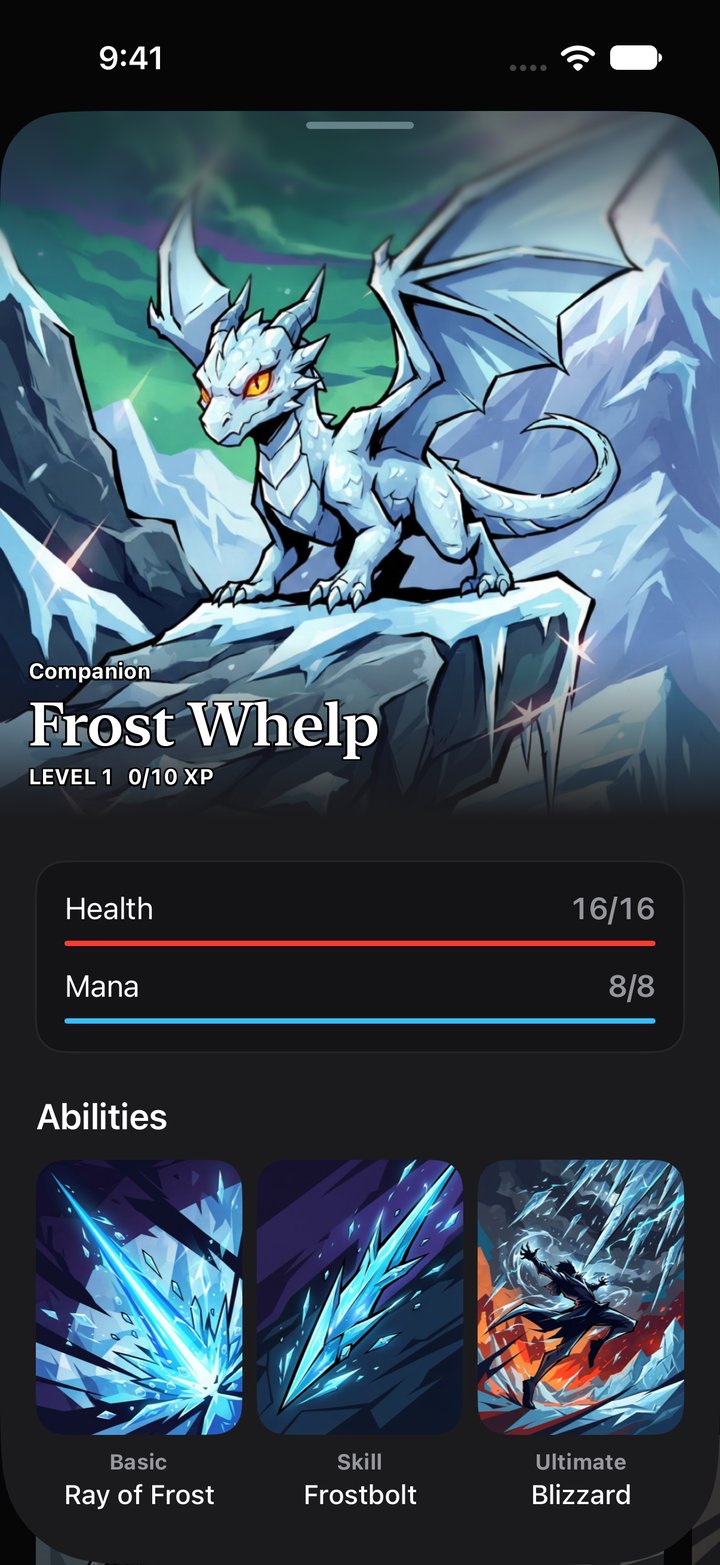 9:41
Companion
Frost Whelp
LEVEL 1 0/10 XP
Health 16/16
Mana 8/8
Abilities
Basic Skill Ultimate
Ray of Frost Frostbolt Blizzard